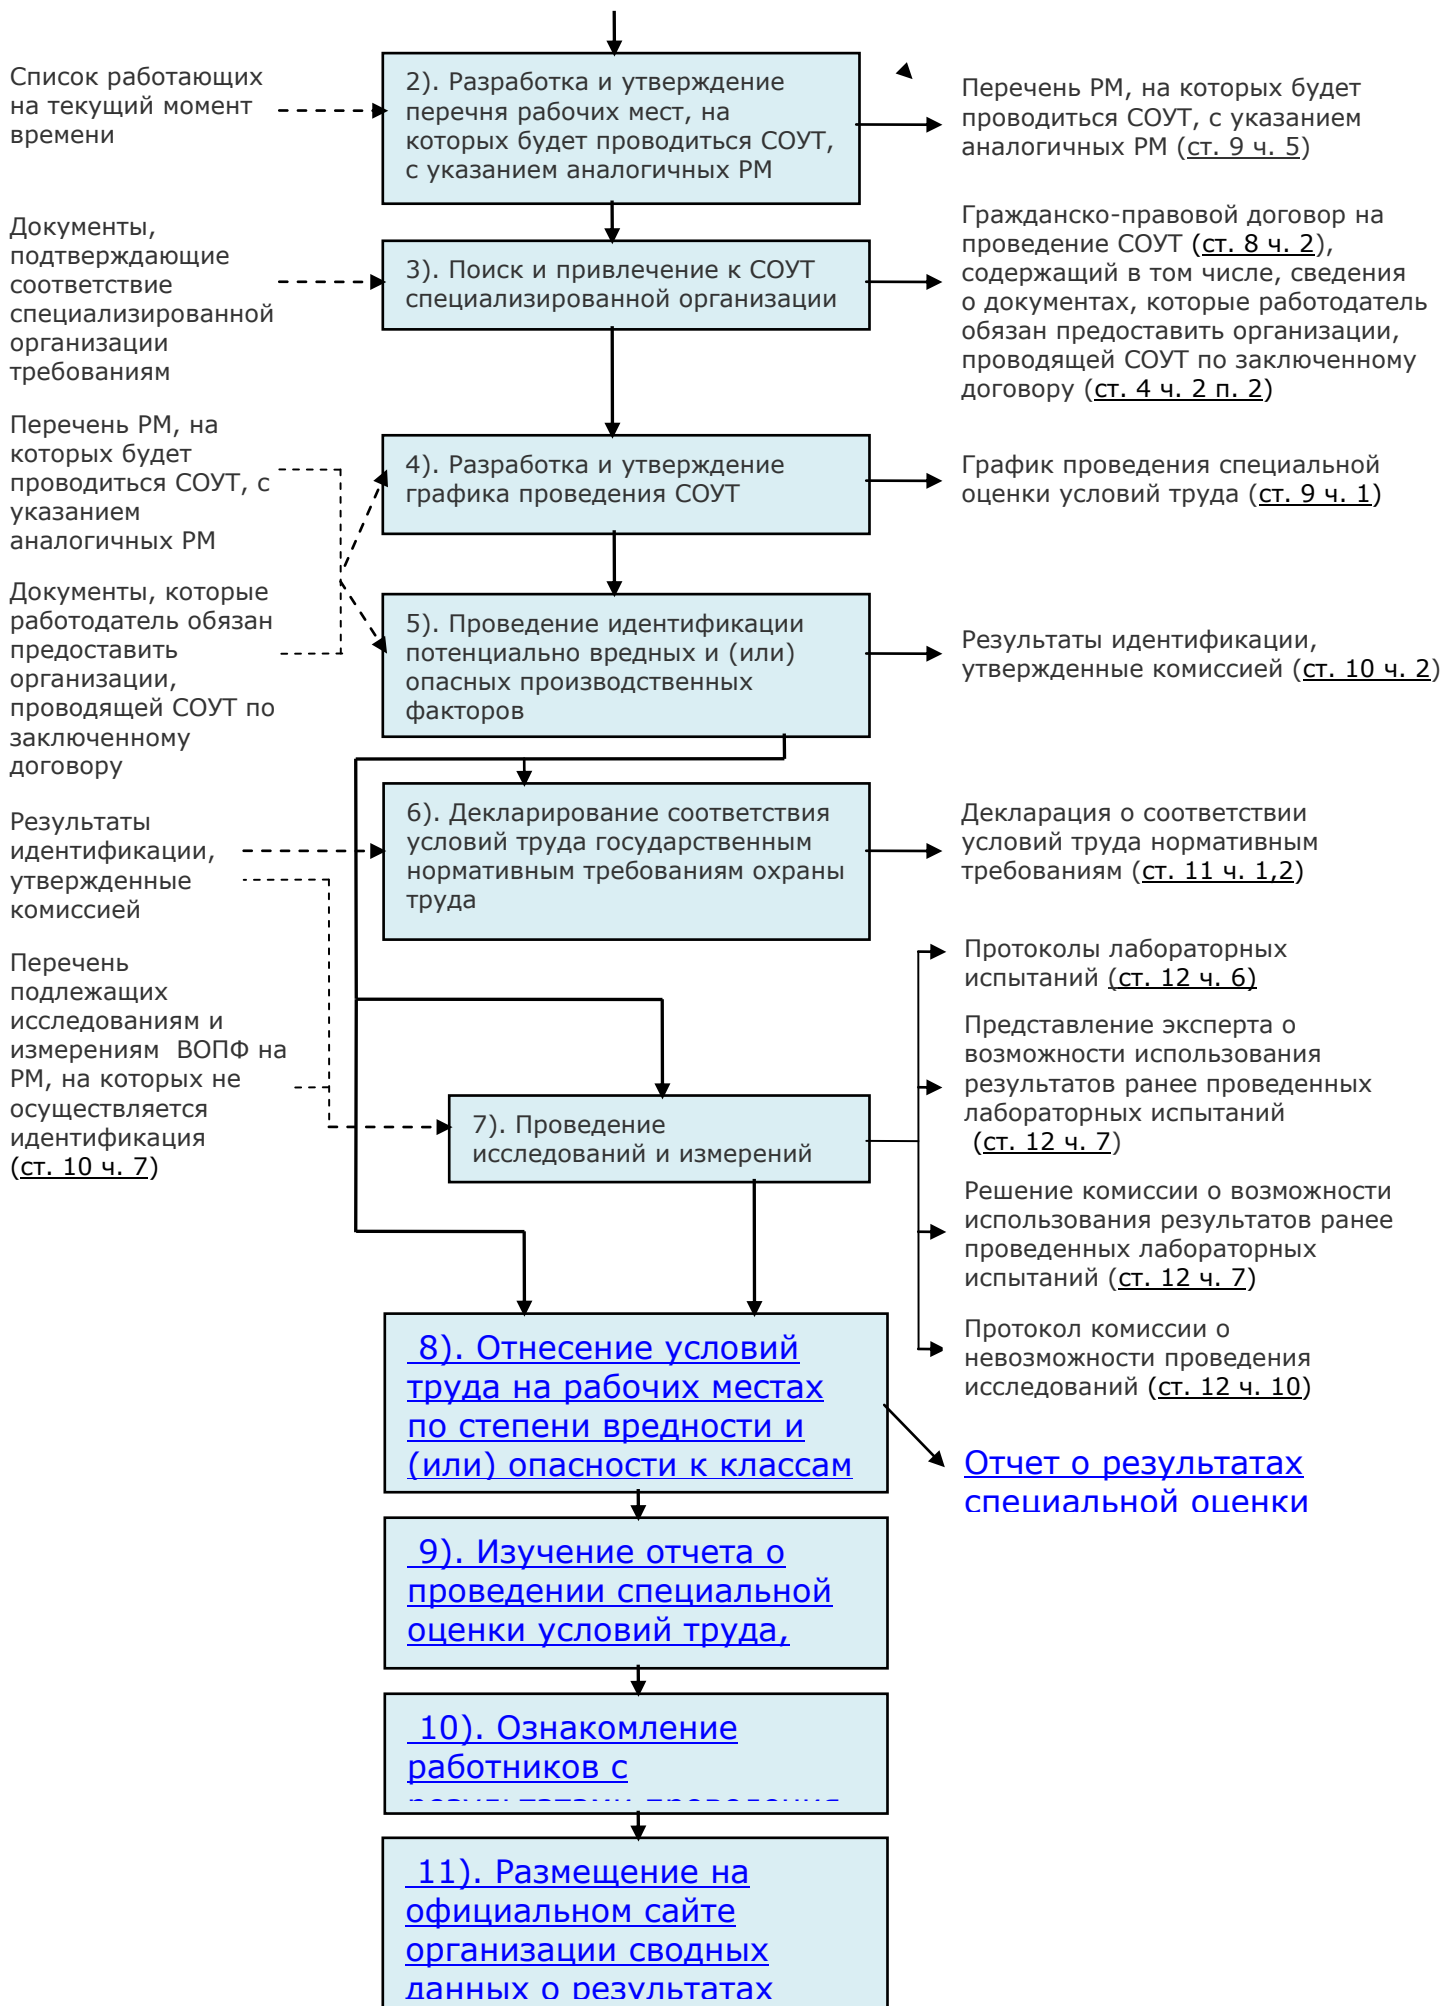 Список работающих
на текущий момент
времени
2). Разработка и утверждение
перечня рабочих мест, на
которых будет проводиться СОУТ,
с указанием аналогичных РМ
Перечень РМ, на которых будет
проводиться СОУТ, с указанием
аналогичных РМ (ст. 9 ч. 5)
Документы,
подтверждающие
соответствие
специализированной
организации
требованиям
3). Поиск и привлечение к СОУТ
специализированной организации
Гражданско-правовой договор на
проведение СОУТ (ст. 8 ч. 2),
содержащий в том числе, сведения
о документах, которые работодатель
обязан предоставить организации,
проводящей СОУТ по заключенному
договору (ст. 4 ч. 2 п. 2)
Перечень РМ, на
которых будет
проводиться СОУТ, с
указанием
аналогичных РМ
4). Разработка и утверждение
графика проведения СОУТ
График проведения специальной
оценки условий труда (ст. 9 ч. 1)
Документы, которые
работодатель обязан
предоставить
организации,
проводящей СОУТ по
заключенному
договору
5). Проведение идентификации
потенциально вредных и (или)
опасных производственных
факторов
Результаты идентификации,
утвержденные комиссией (ст. 10 ч. 2)
Результаты
идентификации,
утвержденные
комиссией
6). Декларирование соответствия
условий труда государственным
нормативным требованиям охраны
труда
Декларация о соответствии
условий труда нормативным
требованиям (ст. 11 ч. 1,2)
Перечень
подлежащих
исследованиям и
измерениям  ВОПФ на
РМ, на которых не
осуществляется
идентификация
(ст. 10 ч. 7)
7). Проведение
исследований и измерений
Протоколы лабораторных
испытаний (ст. 12 ч. 6)
Представление эксперта о
возможности использования
результатов ранее проведенных
лабораторных испытаний
(ст. 12 ч. 7)
Решение комиссии о возможности
использования результатов ранее
проведенных лабораторных
испытаний (ст. 12 ч. 7)
Протокол комиссии о
невозможности проведения
исследований (ст. 12 ч. 10)
8). Отнесение условий
труда на рабочих местах
по степени вредности и
(или) опасности к классам
Отчет о результатах
специальной оценки
9). Изучение отчета о
проведении специальной
оценки условий труда,
10). Ознакомление
работников с
результатами проведения
11). Размещение на
официальном сайте
организации сводных
данных о результатах